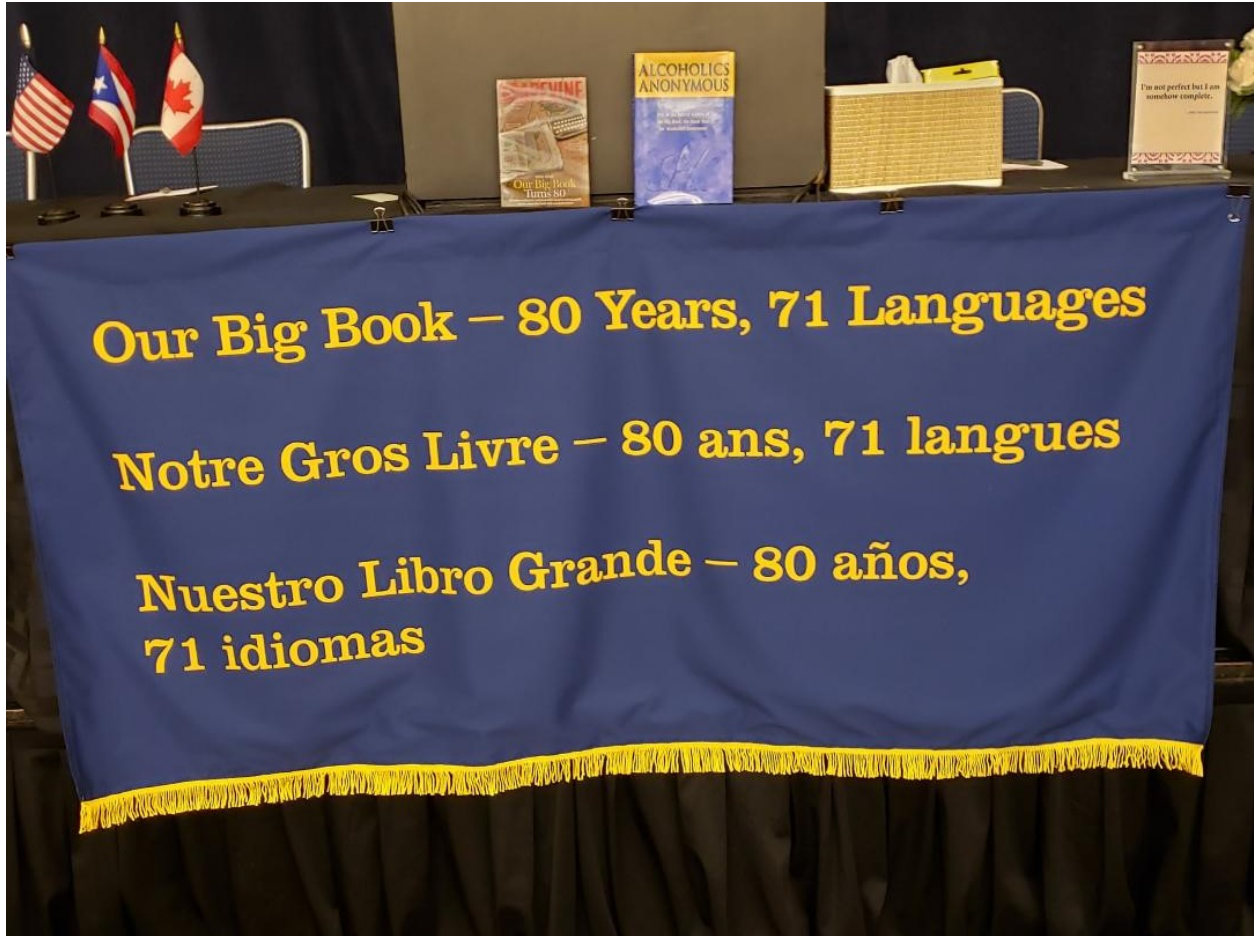 GRAPEVINE
Our Big Book
Turns 80
ALCOHOLICS
ANONYMOUS
I'm not perfect but I am
somehow complete.
Our Big Book – 80 Years, 71 Languages
Notre Gros Livre – 80 ans, 71 langues
Nuestro Libro Grande – 80 años,
71 idiomas